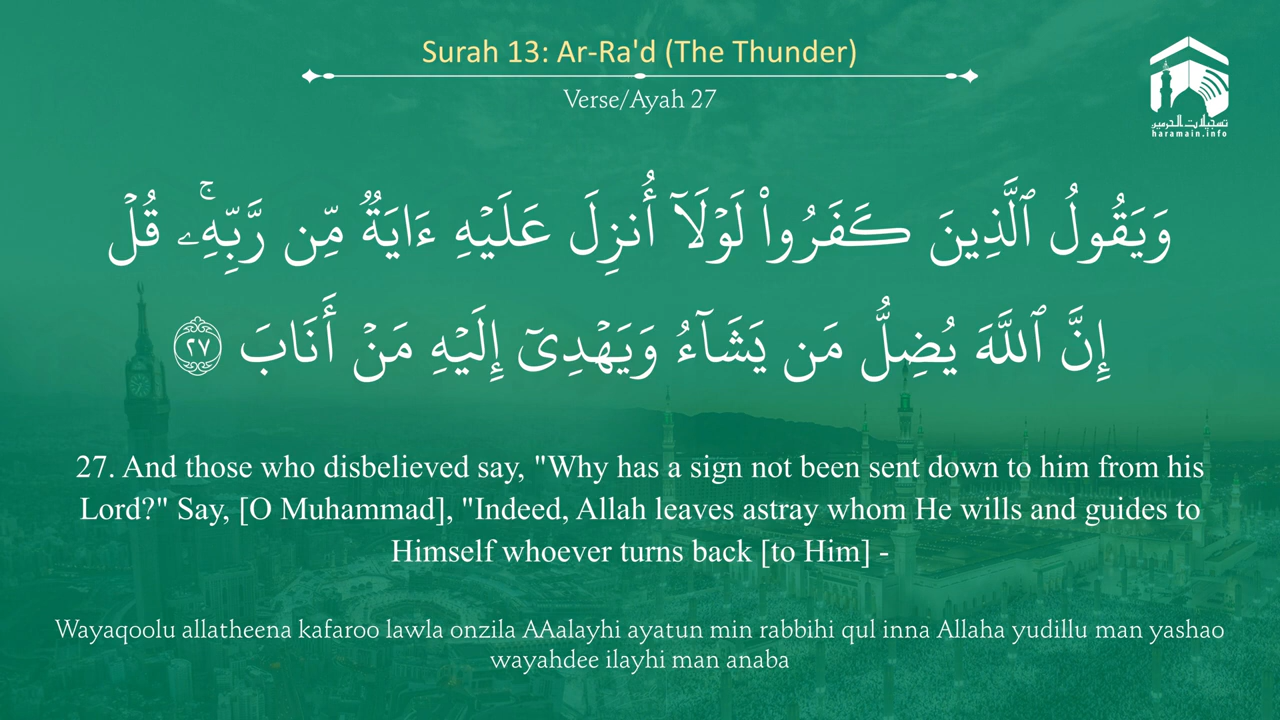 Surah 13: Ar-Ra'd (The Thunder)
Verse/Ayah 27
تسجيلات الحرمين
haramain.info
وَيَقُولُ ٱلَّذِينَ كَفَرُوا۟ لَوْلَآ أُنزِلَ عَلَيْهِ ءَايَةٌ مِّن رَّبِّهِۦ ۗ قُلْ
إِنَّ ٱللَّهَ يُضِلُّ مَن يَشَآءُ وَيَهْدِىٓ إِلَيْهِ مَنْ أَنَابَ ٢٧
27. And those who disbelieved say, "Why has a sign not been sent down to him from his
Lord?" Say, [O Muhammad], "Indeed, Allah leaves astray whom He wills and guides to
Himself whoever turns back [to Him] -
Wayaqoolu allatheena kafaroo lawla onzila AAalayhi ayatun min rabbihi qul inna Allaha yudillu man yashao
wayahdee ilayhi man anaba